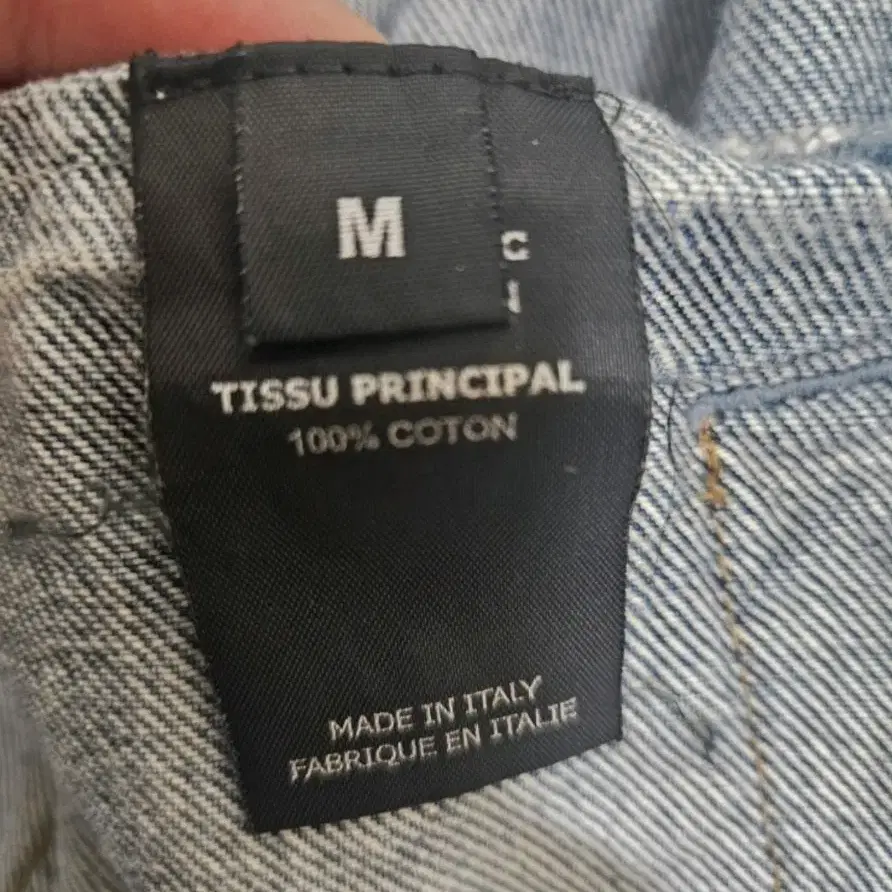 M
C
TISSU PRINCIPAL
100% COTON
MADE IN ITALY
FABRIQUE EN ITALIE